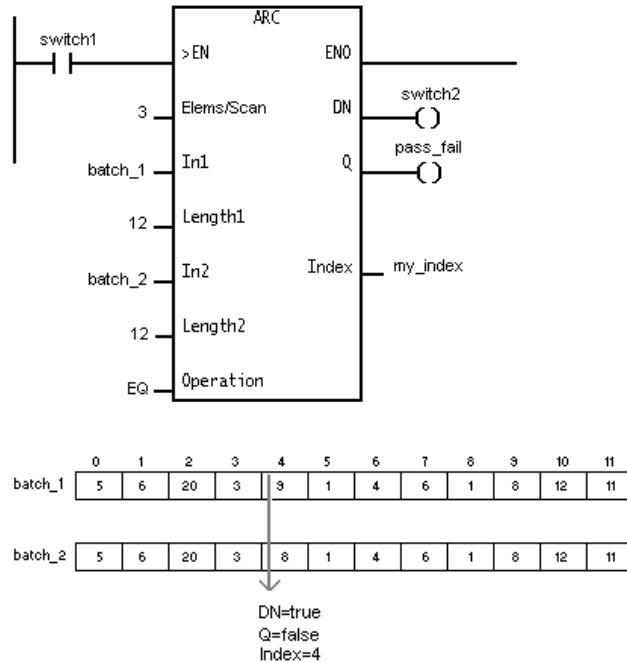 ARC
switch1
>EN ENO
switch2
3 Elems/Scan DN
pass_fail
batch_1 In1 Q
12 Length1
batch_2 In2 Index my_index
12 Length2
EQ Operation
0 1 2 3 4 5 6 7 8 9 10 11
batch_1 5 6 20 3 9 1 4 6 1 8 12 11
batch_2 5 6 20 3 8 1 4 6 1 8 12 11
DN=true
Q=false
Index=4